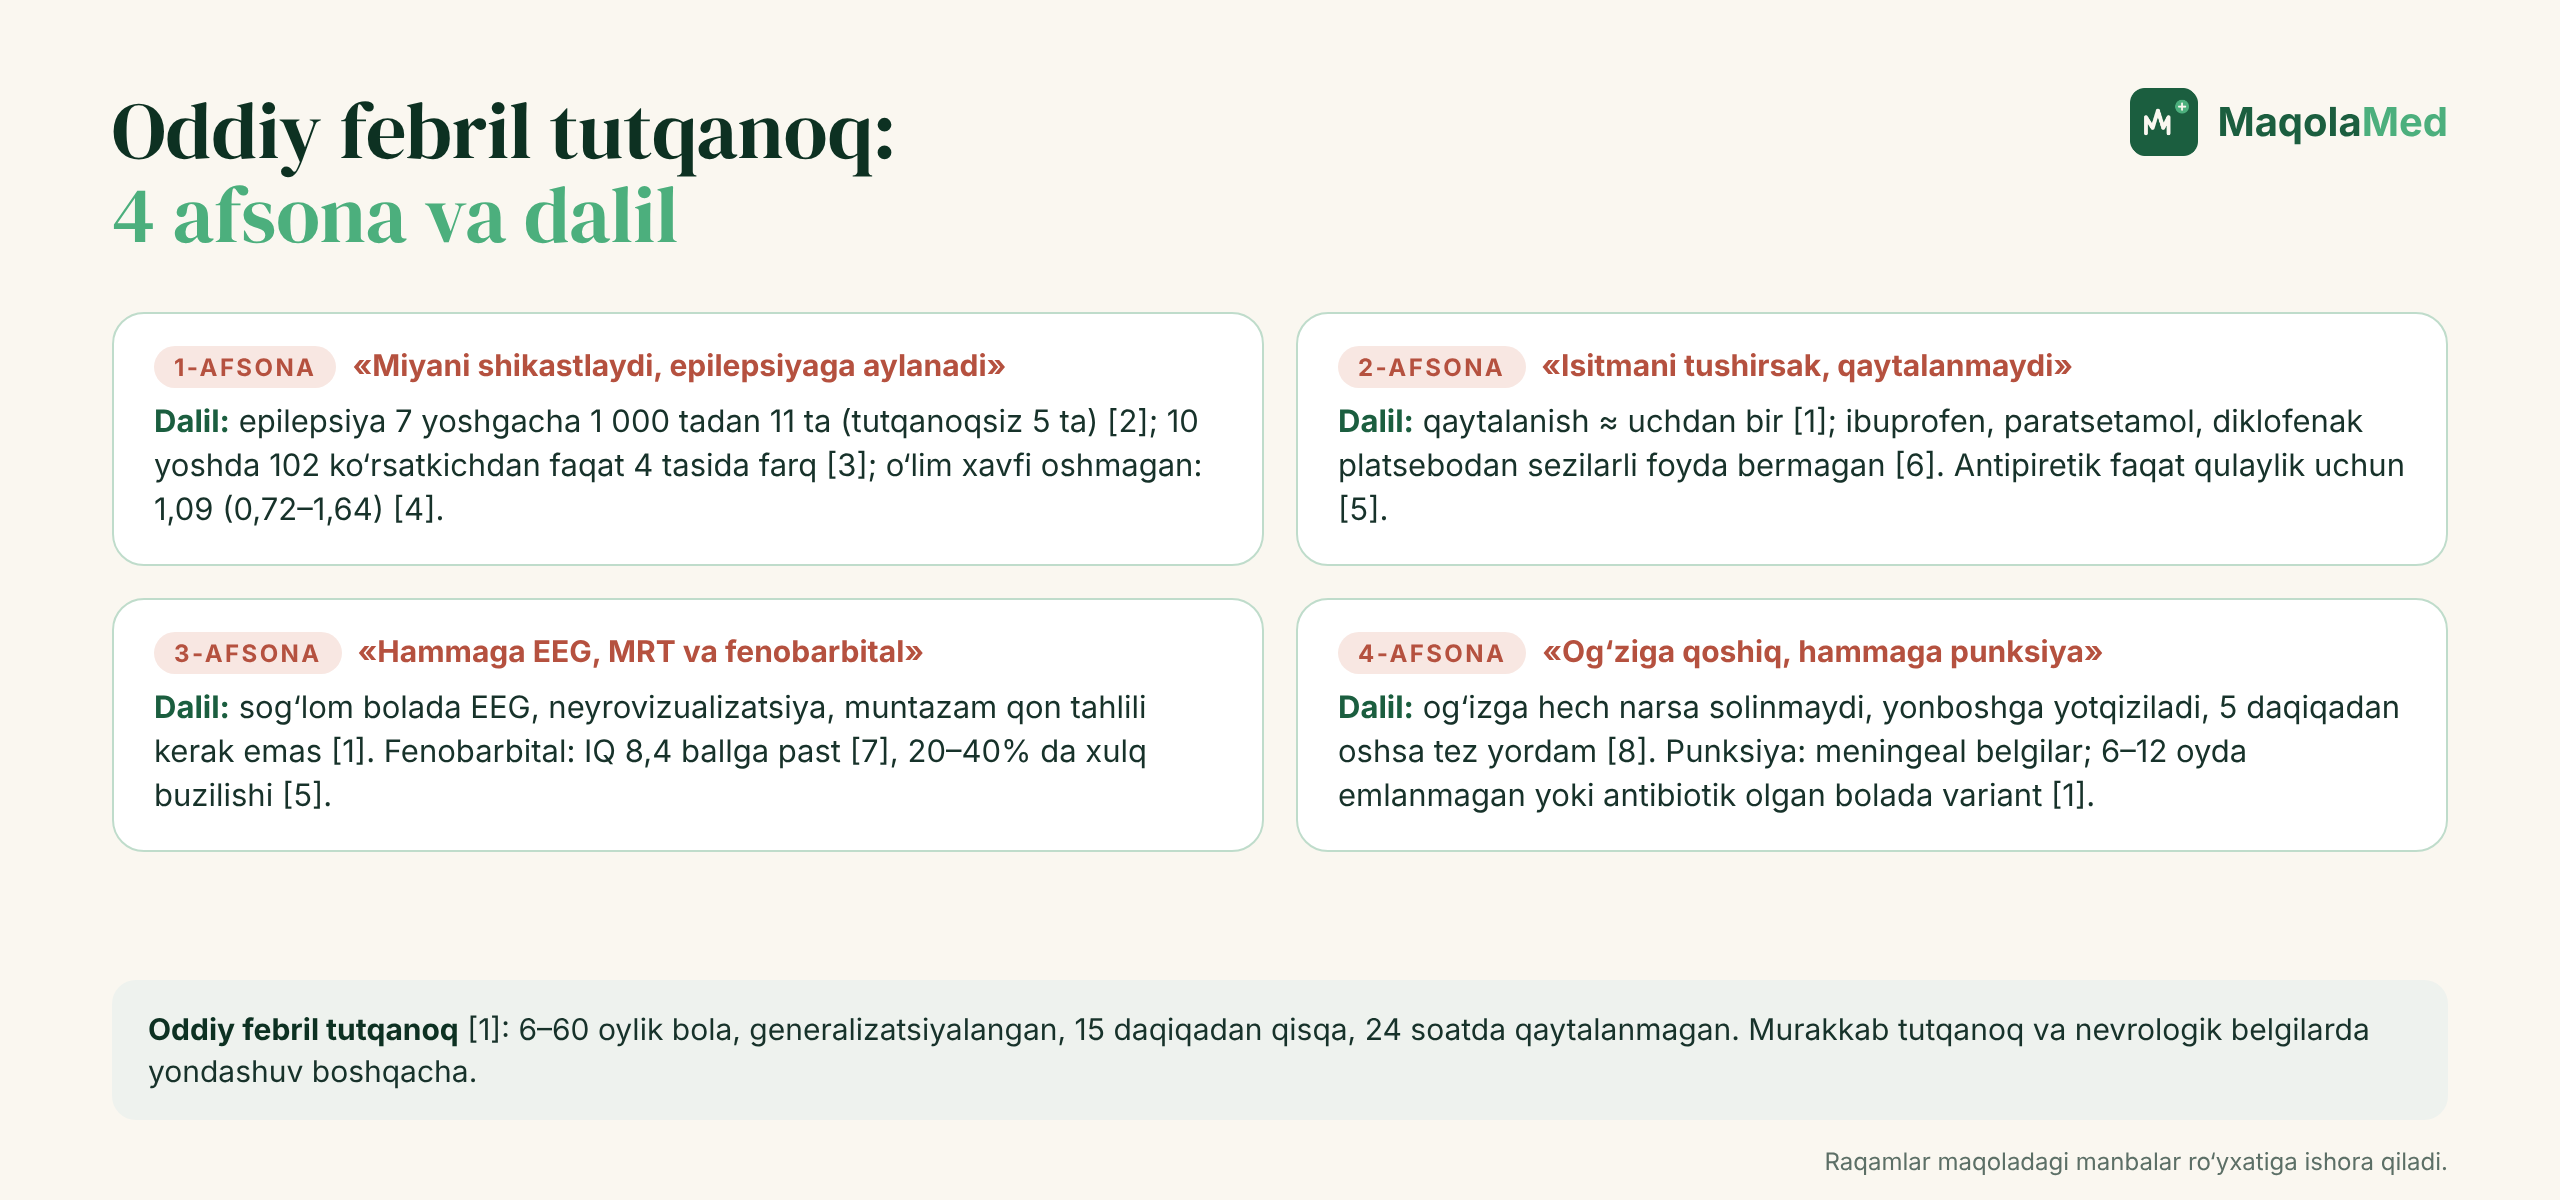 Oddiy febril tutqanoq:
4 afsona va dalil
MaqolaMed
1-AFSONA «Miyani shikastlaydi, epilepsiyaga aylanadi»
Dalil: epilepsiya 7 yoshgacha 1 000 tadan 11 ta (tutqanoqsiz 5 ta) [2]; 10
yoshda 102 ko‘rsatkichdan faqat 4 tasida farq [3]; o‘lim xavfi oshmagan:
1,09 (0,72–1,64) [4].
2-AFSONA «Isitmani tushirsak, qaytalanmaydi»
Dalil: qaytalanish ≈ uchdan bir [1]; ibuprofen, paratsetamol, diklofenak
platsebodan sezilarli foyda bermagan [6]. Antipiretik faqat qulaylik uchun
[5].
3-AFSONA «Hammaga EEG, MRT va fenobarbital»
Dalil: sog‘lom bolada EEG, neyrovizualizatsiya, muntazam qon tahlili
kerak emas [1]. Fenobarbital: IQ 8,4 ballga past [7], 20–40% da xulq
buzilishi [5].
4-AFSONA «Og‘ziga qoshiq, hammaga punksiya»
Dalil: og‘izga hech narsa solinmaydi, yonboshga yotqiziladi, 5 daqiqadan
oshsa tez yordam [8]. Punksiya: meningeal belgilar; 6–12 oyda
emlanmagan yoki antibiotik olgan bolada variant [1].
Oddiy febril tutqanoq [1]: 6–60 oylik bola, generalizatsiyalangan, 15 daqiqadan qisqa, 24 soatda qaytalanmagan. Murakkab tutqanoq va nevrologik belgilarda
yondashuv boshqacha.
Raqamlar maqoladagi manbalar ro‘yxatiga ishora qiladi.